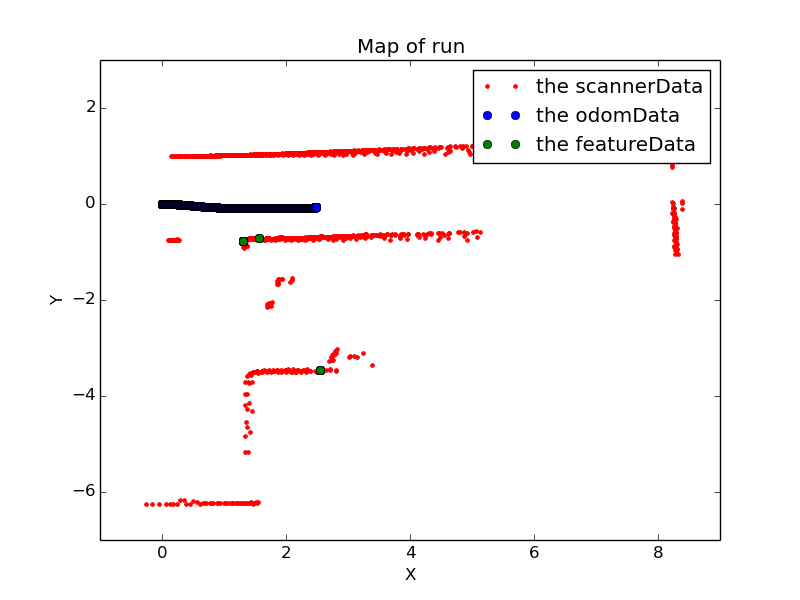 Map of run
the scannerData
the odomData
the featureData
2
0
−2
−4
−6
Y
0 2 4 6 8
X